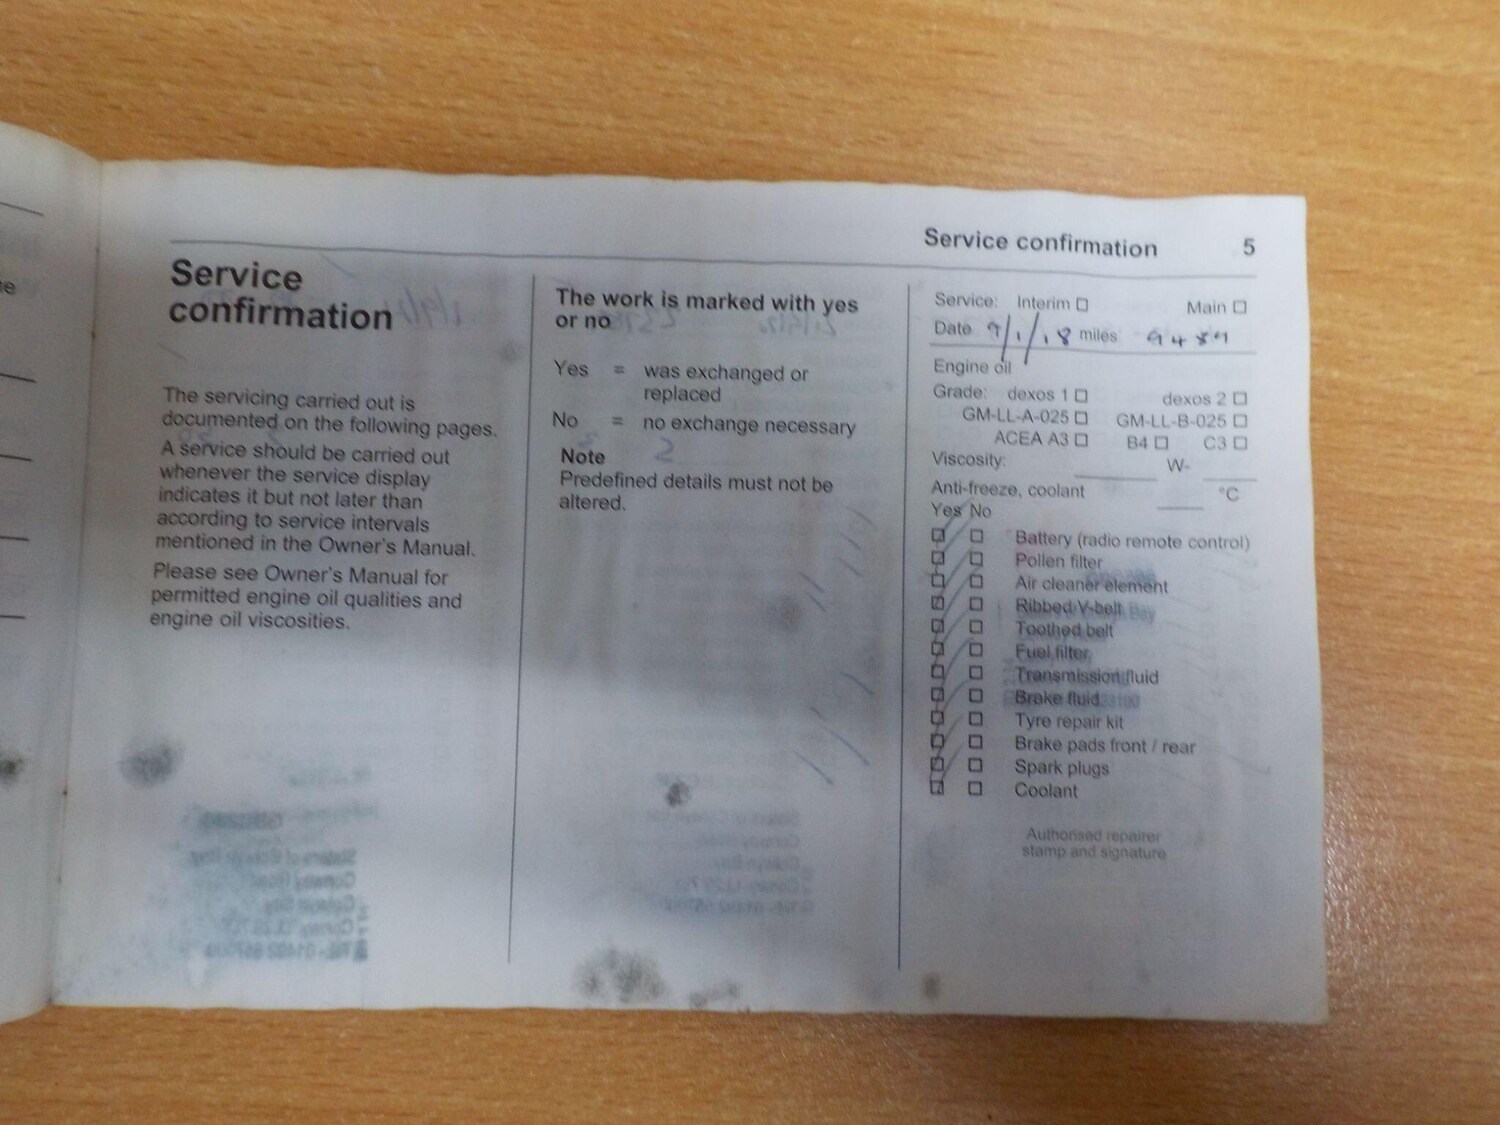 Service confirmation 5
Service
confirmation
The servicing carried out is
documented on the following pages.
A service should be carried out
whenever the service display
indicates it but not later than
according to service intervals
mentioned in the Owner's Manual.
Please see Owner's Manual for
permitted engine oil qualities and
engine oil viscosities.
The work is marked with yes
or no
Yes = was exchanged or
replaced
No = no exchange necessary
Note
Predefined details must not be
altered.
Service: Interim ☐ Main ☐
Date 9/1/18 miles 9489
Engine oil
Grade: dexos 1 ☐ dexos 2 ☐
GM-LL-A-025 ☐ GM-LL-B-025 ☐
ACEA A3 ☐ B4 ☐ C3 ☐
Viscosity: ____ W- ____
Anti-freeze, coolant ____ °C
Yes No
☐ ☐ Battery (radio remote control)
☐ ☐ Pollen filter
☐ ☐ Air cleaner element
☐ ☐ Ribbed V-belt
☐ ☐ Toothed belt
☐ ☐ Fuel filter
☐ ☐ Transmission fluid
☐ ☐ Brake fluid
☐ ☐ Tyre repair kit
☐ ☐ Brake pads front / rear
☐ ☐ Spark plugs
☐ ☐ Coolant
Authorised repairer
stamp and signature